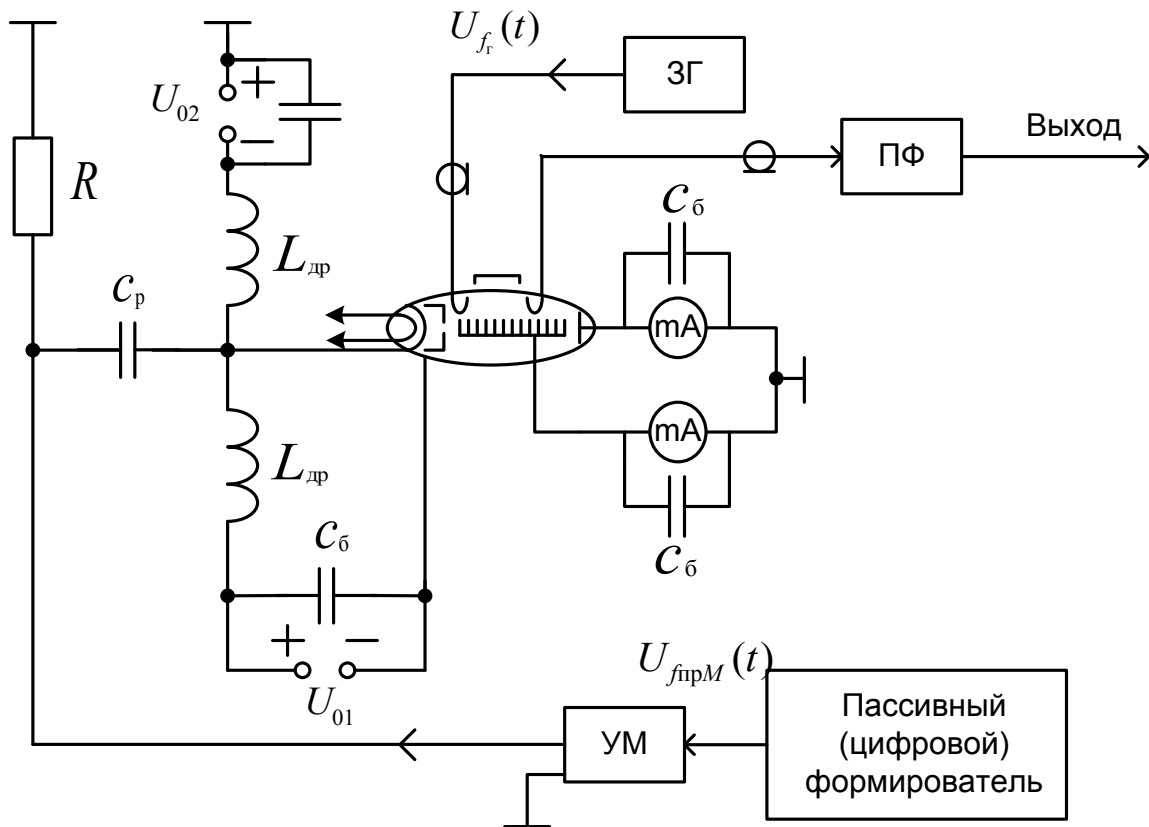 U_{f_г}(t)
ЗГ
+
U_{02}
−
Выход
ПФ
R
C_б
L_{др}
C_р
mA
mA
L_{др}
C_б
C_б
+ −
U_{01}
U_{fпрM}(t)
УМ
Пассивный
(цифровой)
формирователь